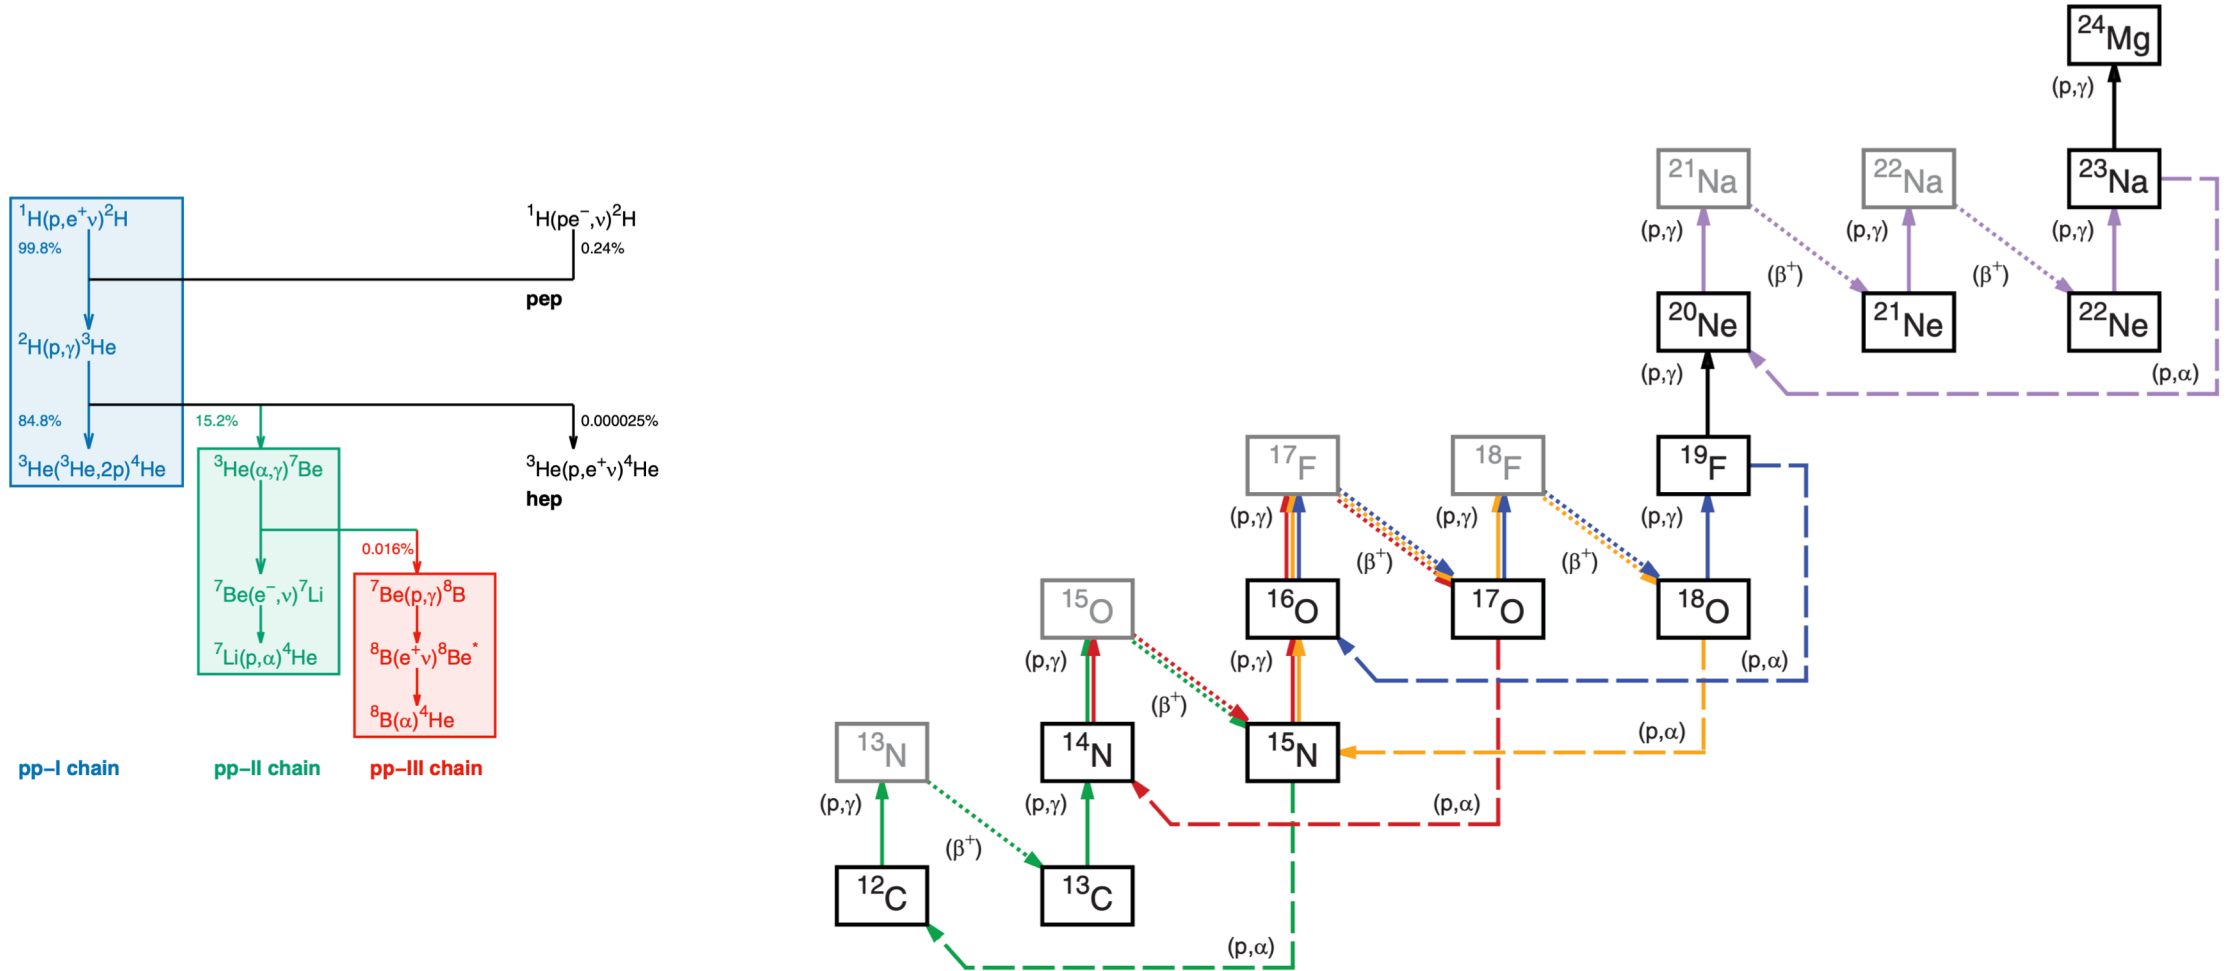 ¹H(p,e⁺ν)²H
99.8%
¹H(pe⁻,ν)²H
0.24%
pep
²H(p,γ)³He
84.8%
15.2%
0.000025%
³He(³He,2p)⁴He
³He(α,γ)⁷Be
³He(p,e⁺ν)⁴He
hep
0.016%
⁷Be(e⁻,ν)⁷Li
⁷Be(p,γ)⁸B
⁷Li(p,α)⁴He
⁸B(e⁺ν)⁸Be*
⁸B(α)⁴He
pp–I chain
pp–II chain
pp–III chain
²⁴Mg
(p,γ)
²¹Na
²²Na
²³Na
(p,γ)
(β⁺)
(p,γ)
(β⁺)
(p,γ)
²⁰Ne
²¹Ne
²²Ne
(p,γ)
(p,α)
¹⁷F
¹⁸F
¹⁹F
(p,γ)
(β⁺)
(p,γ)
(β⁺)
(p,γ)
¹⁵O
¹⁶O
¹⁷O
¹⁸O
(p,γ)
(β⁺)
(p,γ)
(p,α)
¹³N
¹⁴N
¹⁵N
(p,α)
(p,γ)
(β⁺)
(p,γ)
(p,α)
¹²C
¹³C
(p,α)